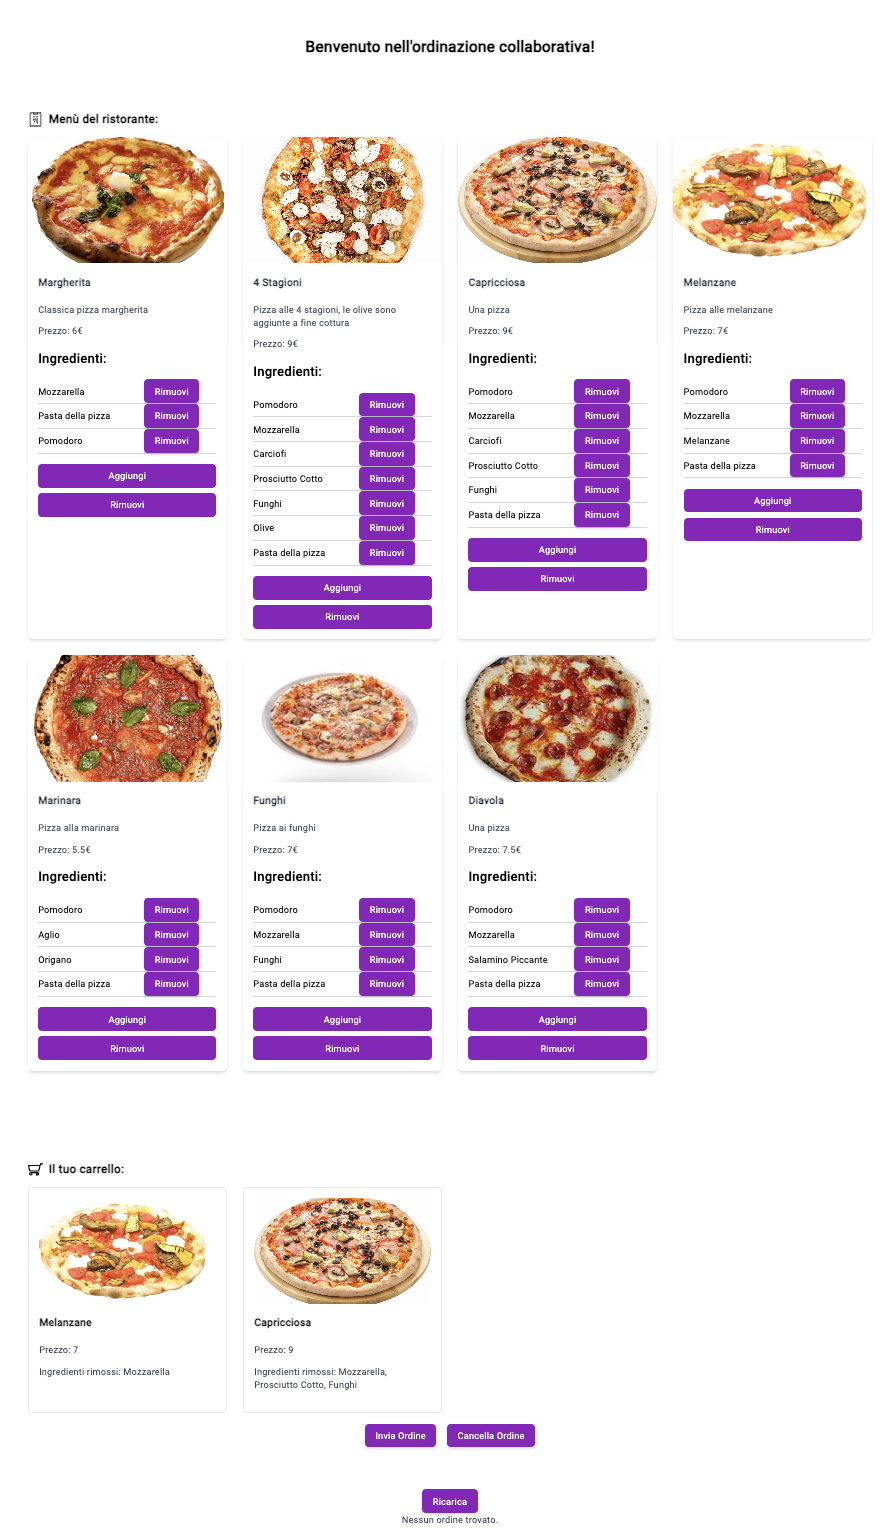 Benvenuto nell'ordinazione collaborativa!
Menù del ristorante:
Margherita
Classica pizza margherita
Prezzo: 6€
Ingredienti:
Mozzarella Rimuovi
Pasta della pizza Rimuovi
Pomodoro Rimuovi
Aggiungi
Rimuovi
4 Stagioni
Pizza alle 4 stagioni, le olive sono
aggiunte a fine cottura
Prezzo: 9€
Ingredienti:
Pomodoro Rimuovi
Mozzarella Rimuovi
Carciofi Rimuovi
Prosciutto Cotto Rimuovi
Funghi Rimuovi
Olive Rimuovi
Pasta della pizza Rimuovi
Aggiungi
Rimuovi
Capricciosa
Una pizza
Prezzo: 9€
Ingredienti:
Pomodoro Rimuovi
Mozzarella Rimuovi
Carciofi Rimuovi
Prosciutto Cotto Rimuovi
Funghi Rimuovi
Pasta della pizza Rimuovi
Aggiungi
Rimuovi
Melanzane
Pizza alle melanzane
Prezzo: 7€
Ingredienti:
Pomodoro Rimuovi
Mozzarella Rimuovi
Melanzane Rimuovi
Pasta della pizza Rimuovi
Aggiungi
Rimuovi
Marinara
Pizza alla marinara
Prezzo: 5.5€
Ingredienti:
Pomodoro Rimuovi
Aglio Rimuovi
Origano Rimuovi
Pasta della pizza Rimuovi
Aggiungi
Rimuovi
Funghi
Pizza ai funghi
Prezzo: 7€
Ingredienti:
Pomodoro Rimuovi
Mozzarella Rimuovi
Funghi Rimuovi
Pasta della pizza Rimuovi
Aggiungi
Rimuovi
Diavola
Una pizza
Prezzo: 7.5€
Ingredienti:
Pomodoro Rimuovi
Mozzarella Rimuovi
Salamino Piccante Rimuovi
Pasta della pizza Rimuovi
Aggiungi
Rimuovi
Il tuo carrello:
Melanzane
Prezzo: 7
Ingredienti rimossi: Mozzarella
Capricciosa
Prezzo: 9
Ingredienti rimossi: Mozzarella,
Prosciutto Cotto, Funghi
Invia Ordine Cancella Ordine
Ricarica
Nessun ordine trovato.